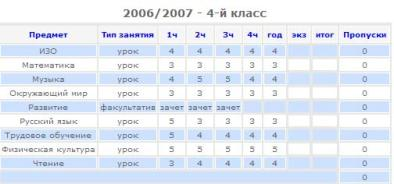 2006/2007 - 4-й класс
Предмет Тип занятия 1ч 2ч 3ч 4ч год экз итог Пропуски
ИЗО урок 4 4 4 4 4 0
Математика урок 3 3 3 3 3 0
Музыка урок 4 5 5 4 4 0
Окружающий мир урок 3 3 3 3 3 0
Развитие факультатив зачет зачет зачет 0
Русский язык урок 5 3 3 3 3 0
Трудовое обучение урок 5 4 4 4 4 0
Физическая культура урок 5 5 5 5 5 0
Чтение урок 3 4 4 4 4 0
0